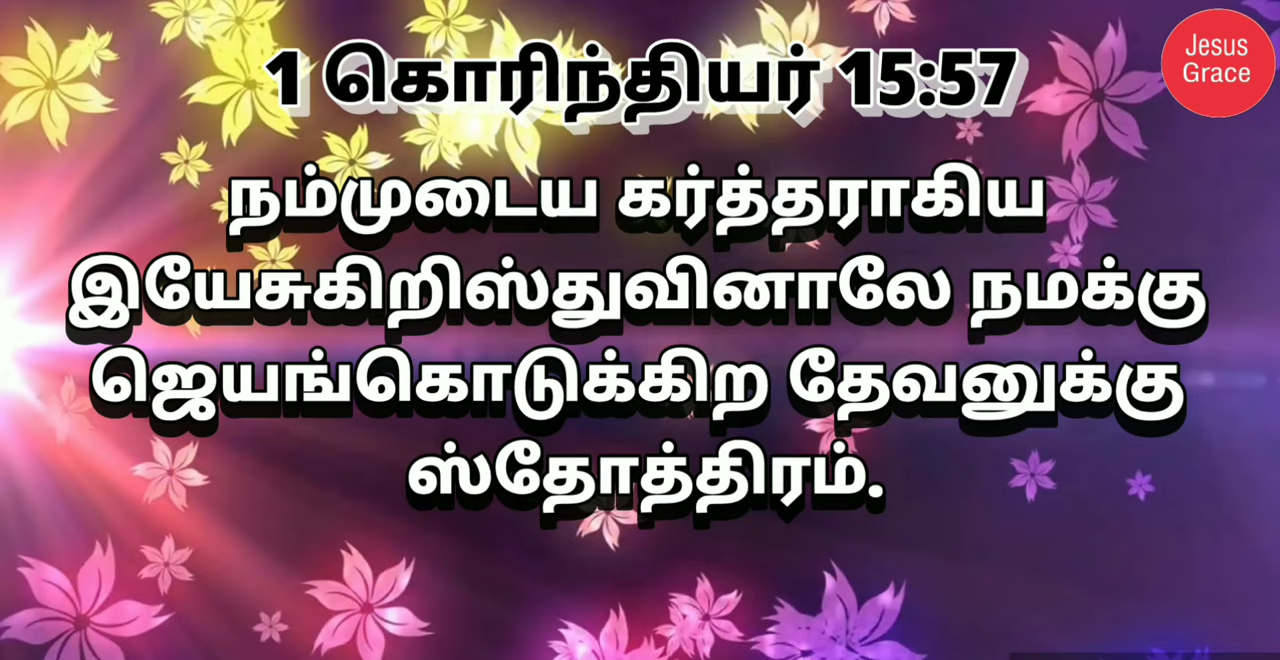 1 கொரிந்தியர் 15:57
Jesus
Grace
நம்முடைய கர்த்தராகிய
இயேசுகிறிஸ்துவினாலே நமக்கு
ஜெயங்கொடுக்கிற தேவனுக்கு
ஸ்தோத்திரம்.